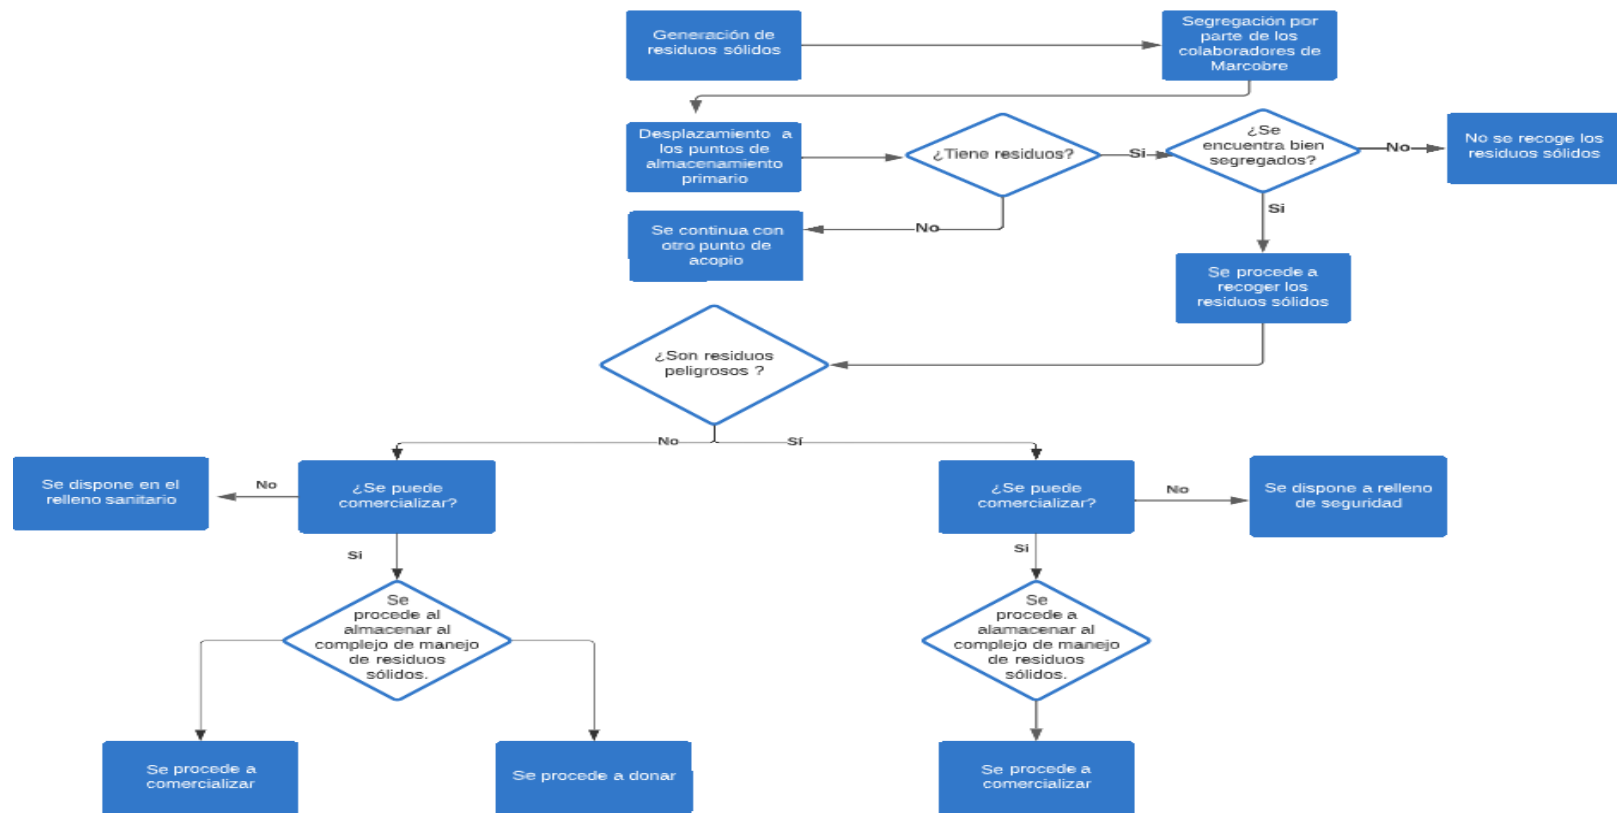 Generación de
residuos sólidos
Segregación por
parte de los
colaboradores de
Marcobre
Desplazamiento a
los puntos de
almacenamiento
primario
¿Tiene residuos?
Si
¿Se
encuentra bien
segregados?
No
No se recoge los
residuos sólidos
No
Se continua con
otro punto de
acopio
Si
Se procede a
recoger los
residuos sólidos
¿Son residuos
peligrosos ?
No
Sí
Se dispone en el
relleno sanitario
No
¿Se puede
comercializar?
¿Se puede
comercializar?
No
Se dispone a relleno
de seguridad
Si
Si
Se
procede al
almacenar al
complejo de manejo
de residuos
sólidos.
Se
procede a
alamacenar al
complejo de manejo
de residuos
sólidos.
Se procede a
comercializar
Se procede a donar
Se procede a
comercializar